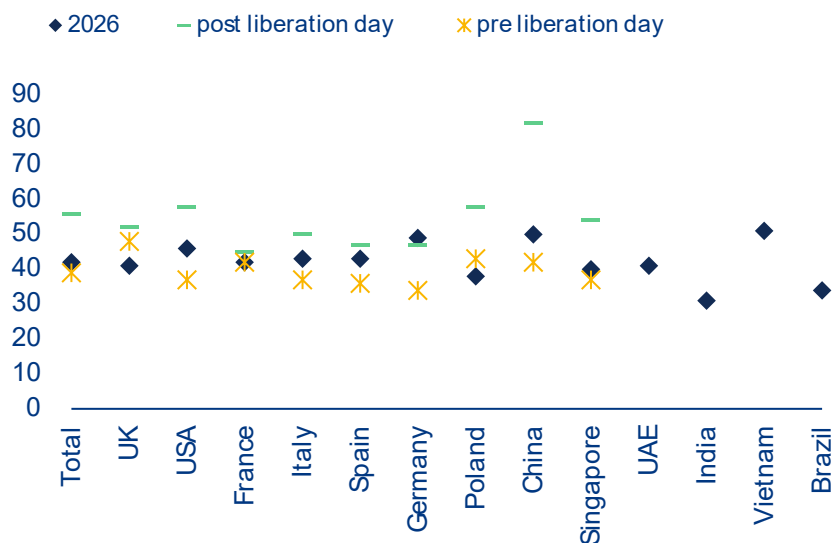 2026 post liberation day pre liberation day
90
80
70
60
50
40
30
20
10
0
Total
UK
USA
France
Italy
Spain
Germany
Poland
China
Singapore
UAE
India
Vietnam
Brazil